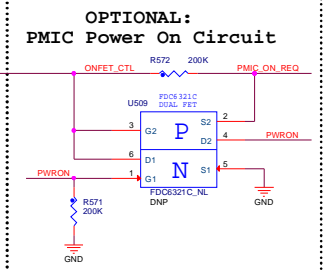 OPTIONAL:
PMIC Power On Circuit
R572 200K
ONFET_CTL PMIC_ON_REQ
U509 FDC6321C
DUAL FET
3 G2 P S2 2
D2 4 PWRON
6 D1
PWRON 1 G1 N S1 5
FDC6321C_NL
DNP
R571
200K
GND
GND